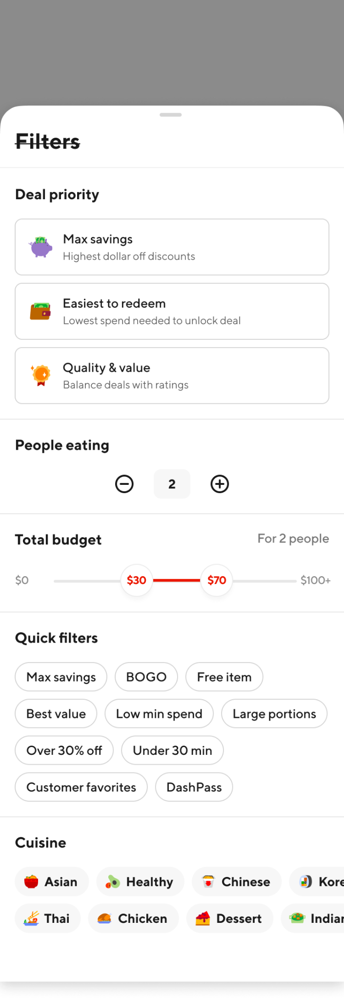 Filters
Deal priority
Max savings
Highest dollar off discounts
Easiest to redeem
Lowest spend needed to unlock deal
Quality & value
Balance deals with ratings
People eating
2
Total budget For 2 people
$0 $30 $70 $100+
Quick filters
Max savings BOGO Free item
Best value Low min spend Large portions
Over 30% off Under 30 min
Customer favorites DashPass
Cuisine
Asian Healthy Chinese Kore
Thai Chicken Dessert Indian